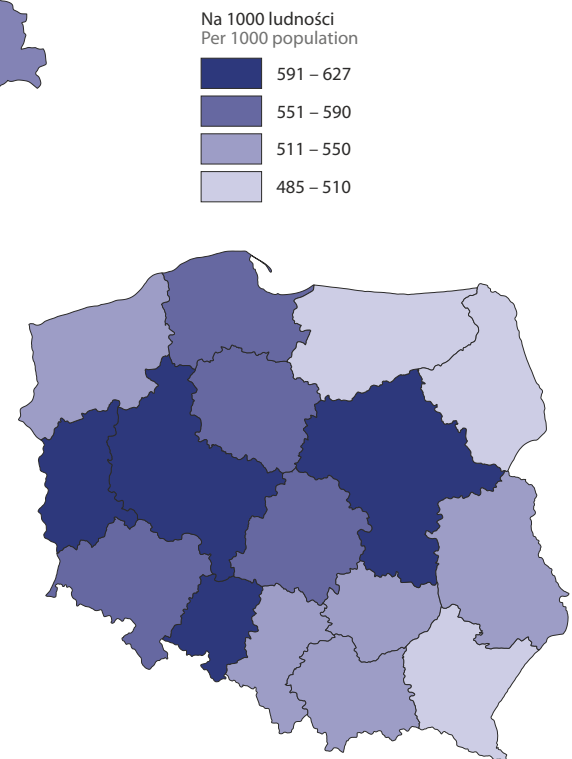 Na 1000 ludności
Per 1000 population
591 – 627
551 – 590
511 – 550
485 – 510